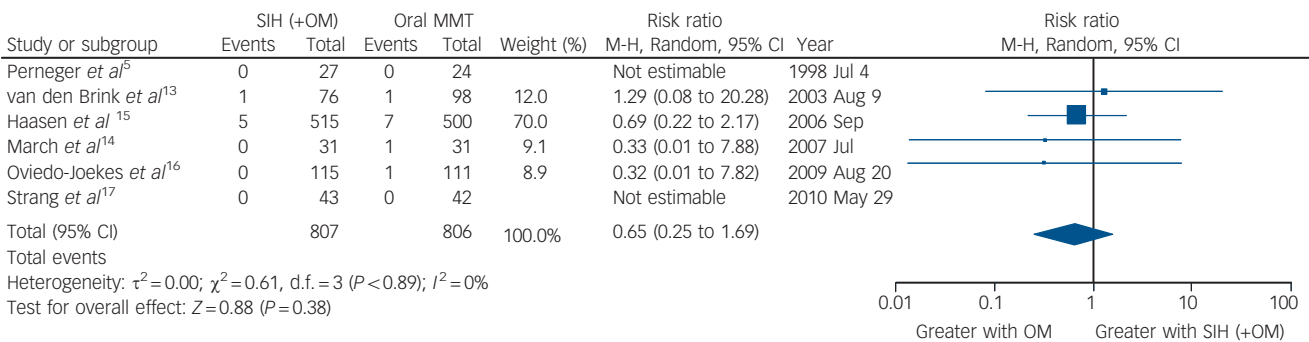 SIH (+OM) Oral MMT Risk ratio Risk ratio
Study or subgroup Events Total Events Total Weight (%) M-H, Random, 95% CI Year M-H, Random, 95% CI
Perneger et al5 0 27 0 24 Not estimable 1998 Jul 4
van den Brink et al13 1 76 1 98 12.0 1.29 (0.08 to 20.28) 2003 Aug 9
Haasen et al 15 5 515 7 500 70.0 0.69 (0.22 to 2.17) 2006 Sep
March et al14 0 31 1 31 9.1 0.33 (0.01 to 7.88) 2007 Jul
Oviedo-Joekes et al16 0 115 1 111 8.9 0.32 (0.01 to 7.82) 2009 Aug 20
Strang et al17 0 43 0 42 Not estimable 2010 May 29
Total (95% CI) 807 806 100.0% 0.65 (0.25 to 1.69)
Total events
Heterogeneity: τ2=0.00; χ2=0.61, d.f.=3 (P<0.89); I2=0%
Test for overall effect: Z=0.88 (P=0.38)
0.01 0.1 1 10 100
Greater with OM Greater with SIH (+OM)